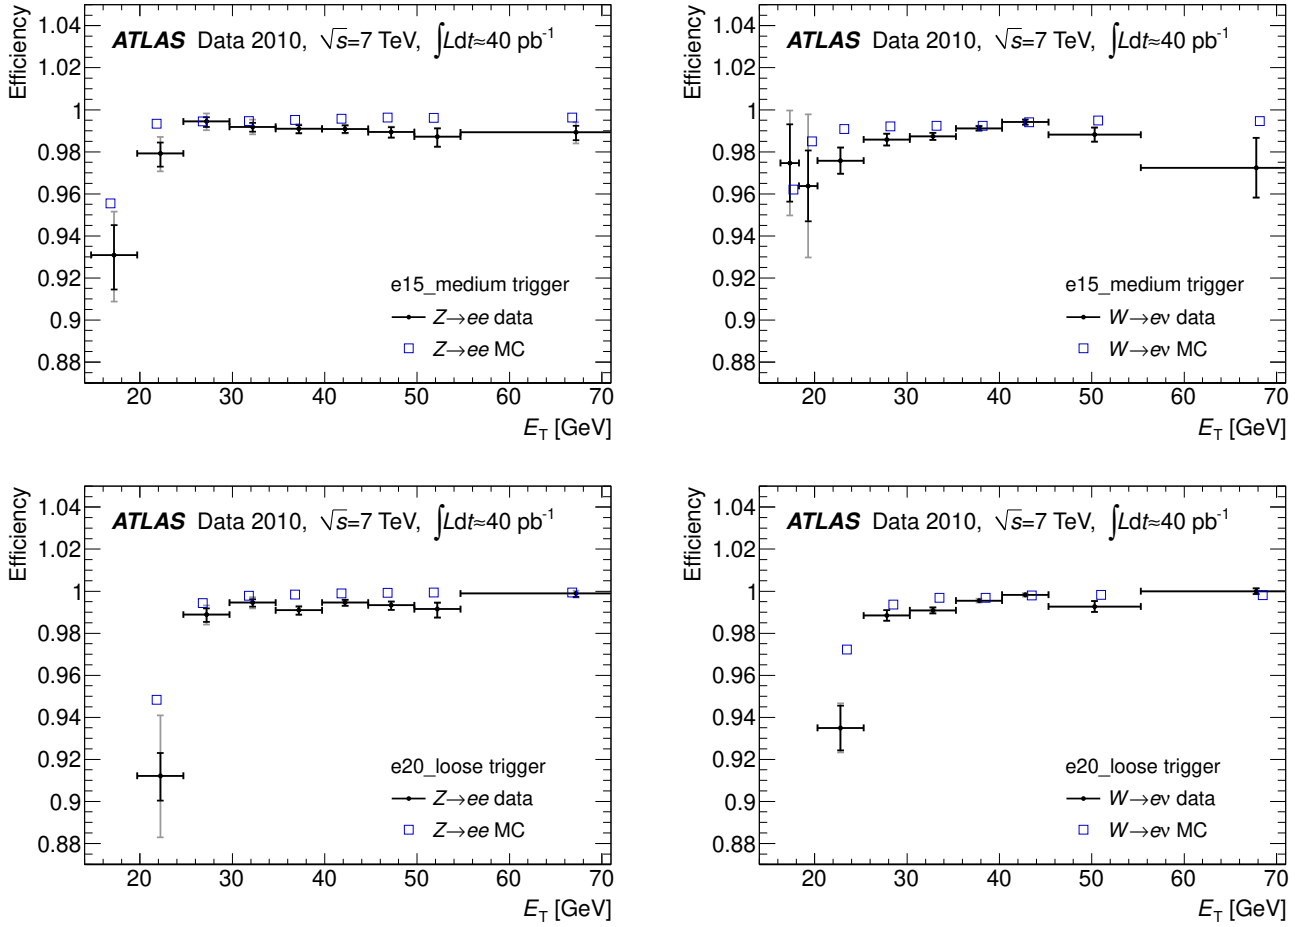 Efficiency
1.04
1.02
1
0.98
0.96
0.94
0.92
0.9
0.88
ATLAS Data 2010, √s=7 TeV, ∫Ldt≈40 pb⁻¹
e15_medium trigger
Z→ee data
Z→ee MC
20 30 40 50 60 70
E_T [GeV]
Efficiency
1.04
1.02
1
0.98
0.96
0.94
0.92
0.9
0.88
ATLAS Data 2010, √s=7 TeV, ∫Ldt≈40 pb⁻¹
e15_medium trigger
W→eν data
W→eν MC
20 30 40 50 60 70
E_T [GeV]
Efficiency
1.04
1.02
1
0.98
0.96
0.94
0.92
0.9
0.88
ATLAS Data 2010, √s=7 TeV, ∫Ldt≈40 pb⁻¹
e20_loose trigger
Z→ee data
Z→ee MC
20 30 40 50 60 70
E_T [GeV]
Efficiency
1.04
1.02
1
0.98
0.96
0.94
0.92
0.9
0.88
ATLAS Data 2010, √s=7 TeV, ∫Ldt≈40 pb⁻¹
e20_loose trigger
W→eν data
W→eν MC
20 30 40 50 60 70
E_T [GeV]